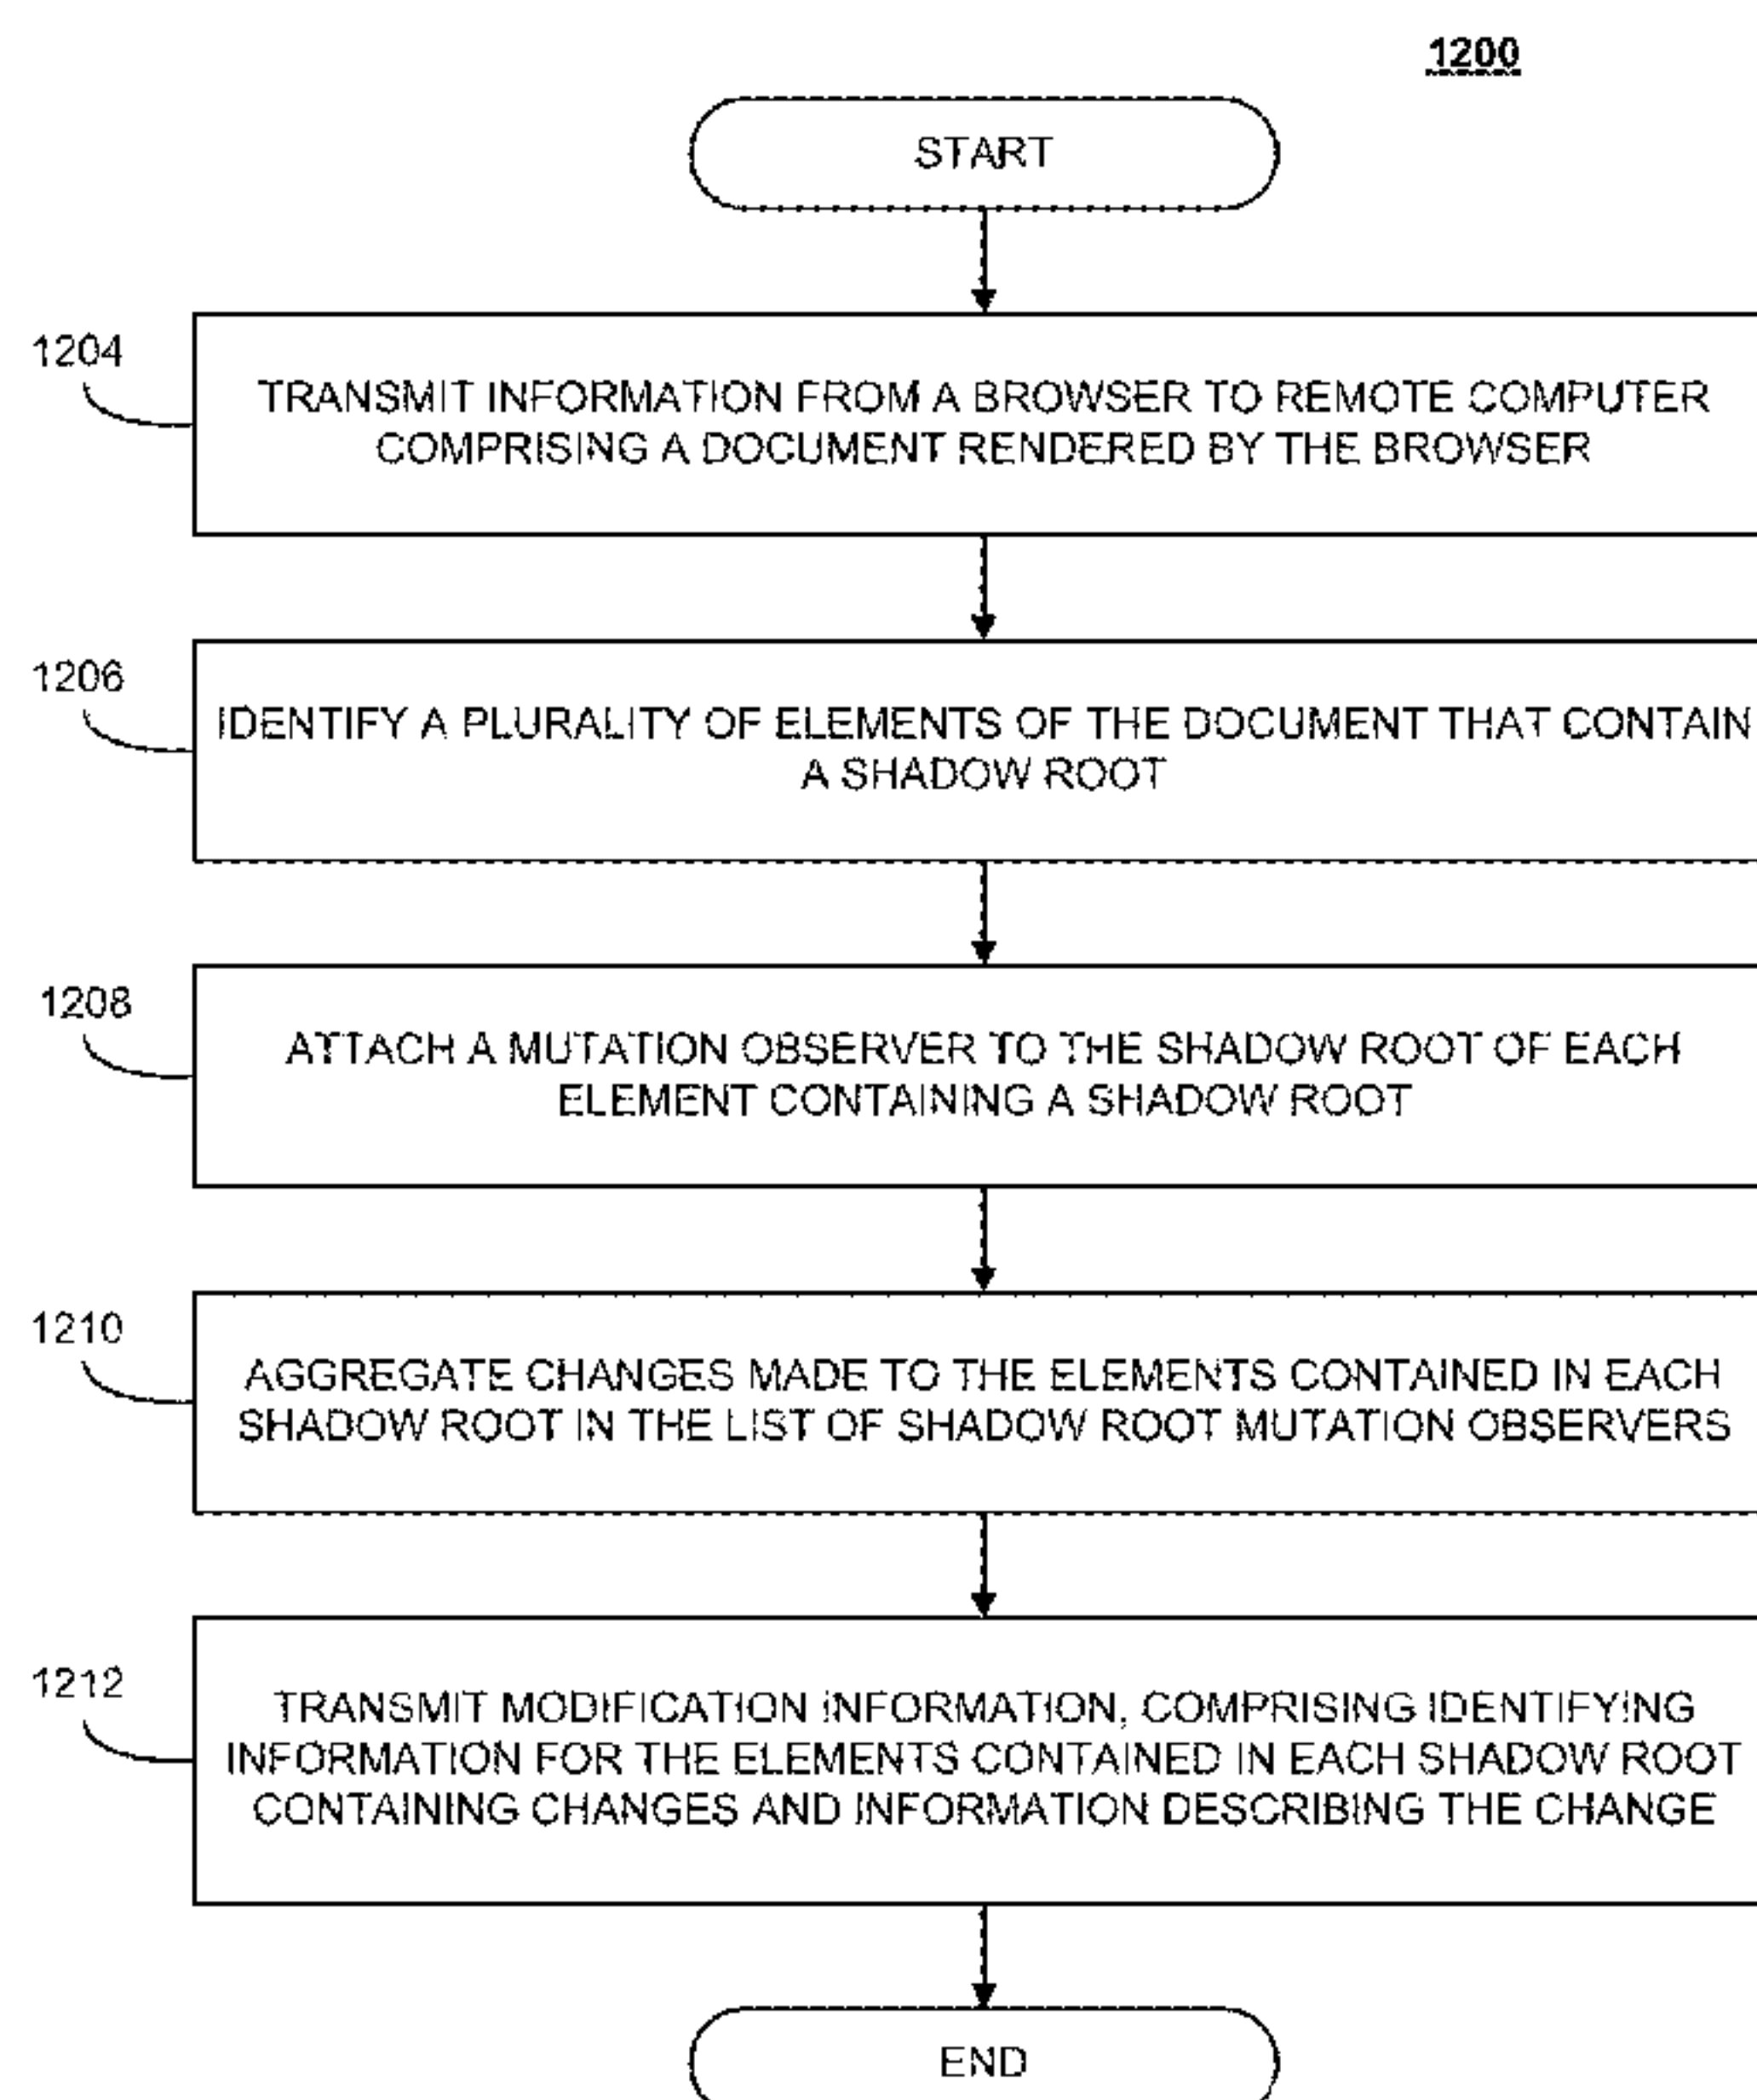 1200
START
1204
TRANSMIT INFORMATION FROM A BROWSER TO REMOTE COMPUTER
COMPRISING A DOCUMENT RENDERED BY THE BROWSER
1206
IDENTIFY A PLURALITY OF ELEMENTS OF THE DOCUMENT THAT CONTAIN
A SHADOW ROOT
1208
ATTACH A MUTATION OBSERVER TO THE SHADOW ROOT OF EACH
ELEMENT CONTAINING A SHADOW ROOT
1210
AGGREGATE CHANGES MADE TO THE ELEMENTS CONTAINED IN EACH
SHADOW ROOT IN THE LIST OF SHADOW ROOT MUTATION OBSERVERS
1212
TRANSMIT MODIFICATION INFORMATION, COMPRISING IDENTIFYING
INFORMATION FOR THE ELEMENTS CONTAINED IN EACH SHADOW ROOT
CONTAINING CHANGES AND INFORMATION DESCRIBING THE CHANGE
END